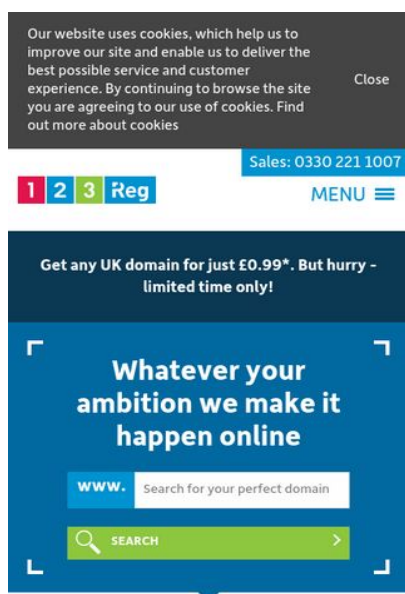 Our website uses cookies, which help us to
improve our site and enable us to deliver the
best possible service and customer
experience. By continuing to browse the site
you are agreeing to our use of cookies. Find
out more about cookies
Close
Sales: 0330 221 1007
1 2 3 Reg
MENU
Get any UK domain for just £0.99*. But hurry -
limited time only!
Whatever your
ambition we make it
happen online
www.
Search for your perfect domain
SEARCH